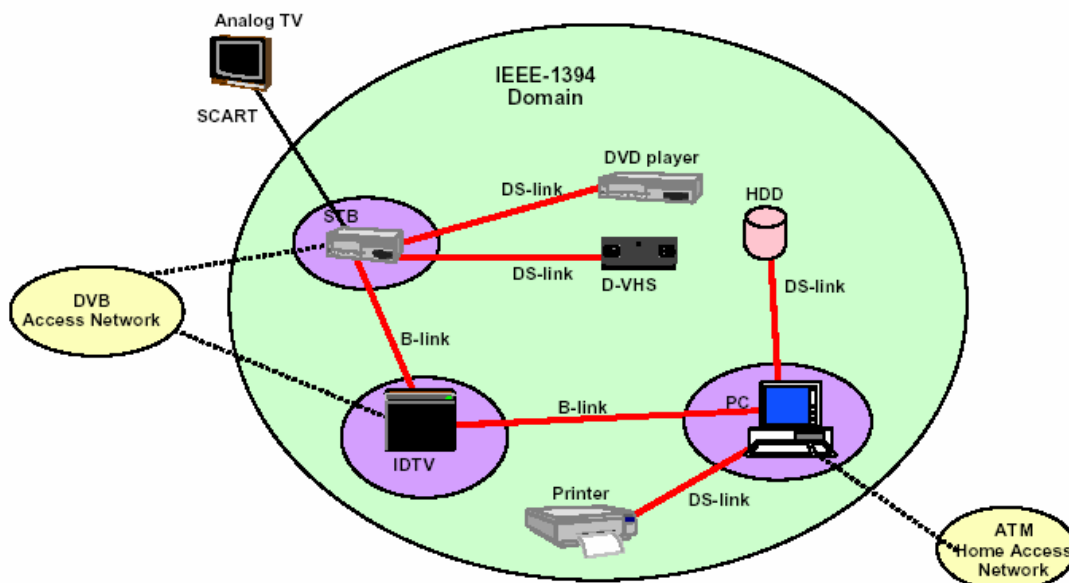 Analog TV
SCART
IEEE-1394
Domain
DVD player
DS-link
HDD
STB
DS-link
D-VHS
DS-link
DVB
Access Network
B-link
B-link
PC
IDTV
Printer
DS-link
ATM
Home Access
Network